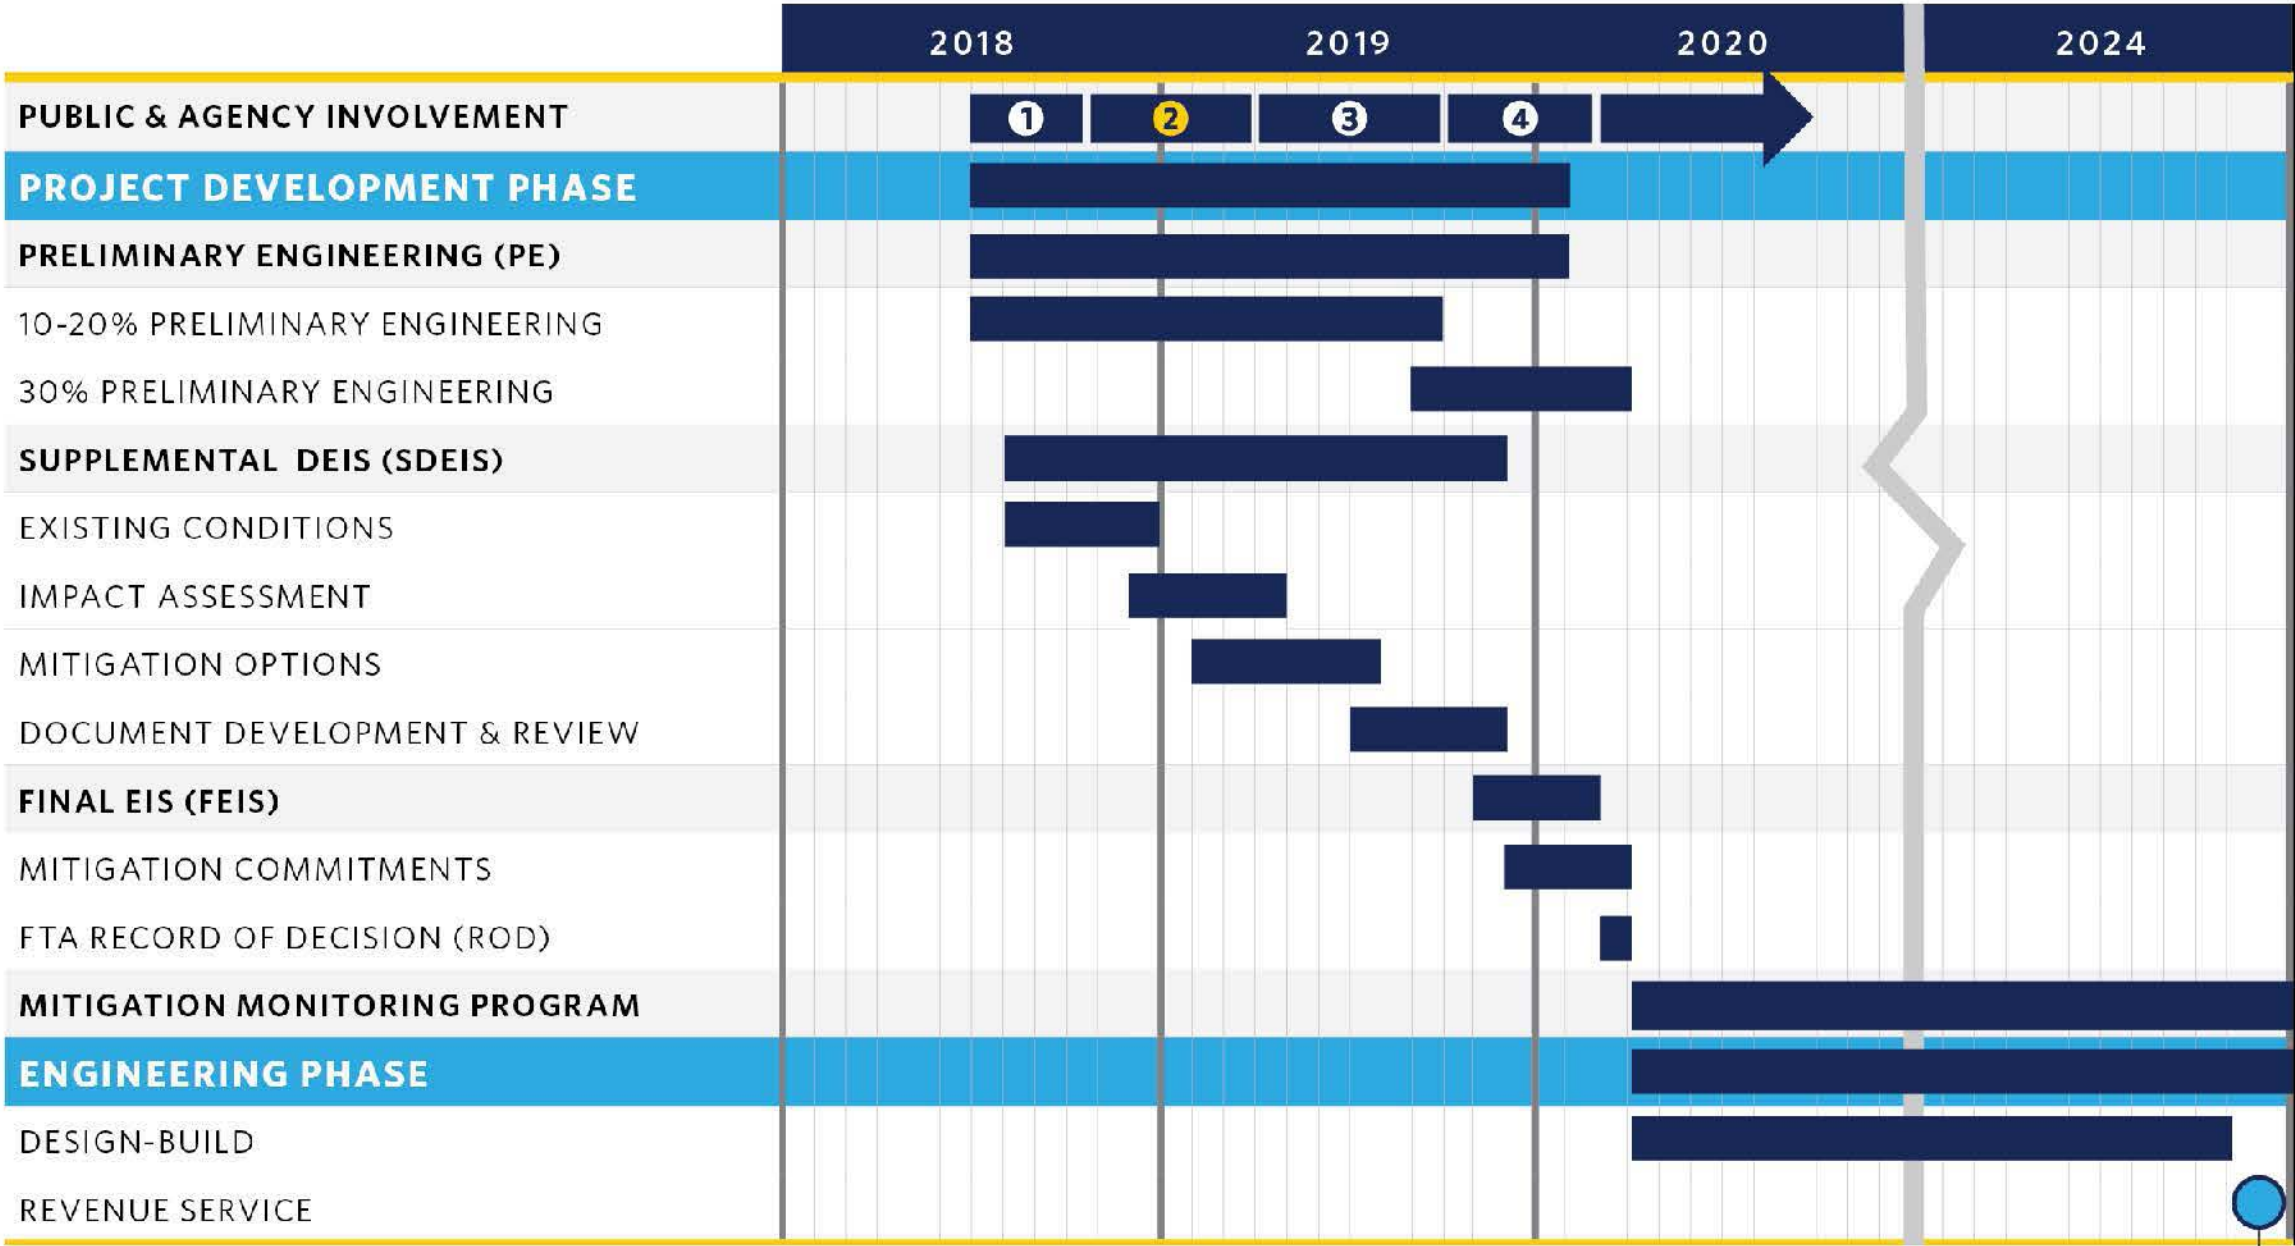 2018 2019 2020 2024
PUBLIC & AGENCY INVOLVEMENT 1 2 3 4
PROJECT DEVELOPMENT PHASE
PRELIMINARY ENGINEERING (PE)
10-20% PRELIMINARY ENGINEERING
30% PRELIMINARY ENGINEERING
SUPPLEMENTAL DEIS (SDEIS)
EXISTING CONDITIONS
IMPACT ASSESSMENT
MITIGATION OPTIONS
DOCUMENT DEVELOPMENT & REVIEW
FINAL EIS (FEIS)
MITIGATION COMMITMENTS
FTA RECORD OF DECISION (ROD)
MITIGATION MONITORING PROGRAM
ENGINEERING PHASE
DESIGN-BUILD
REVENUE SERVICE